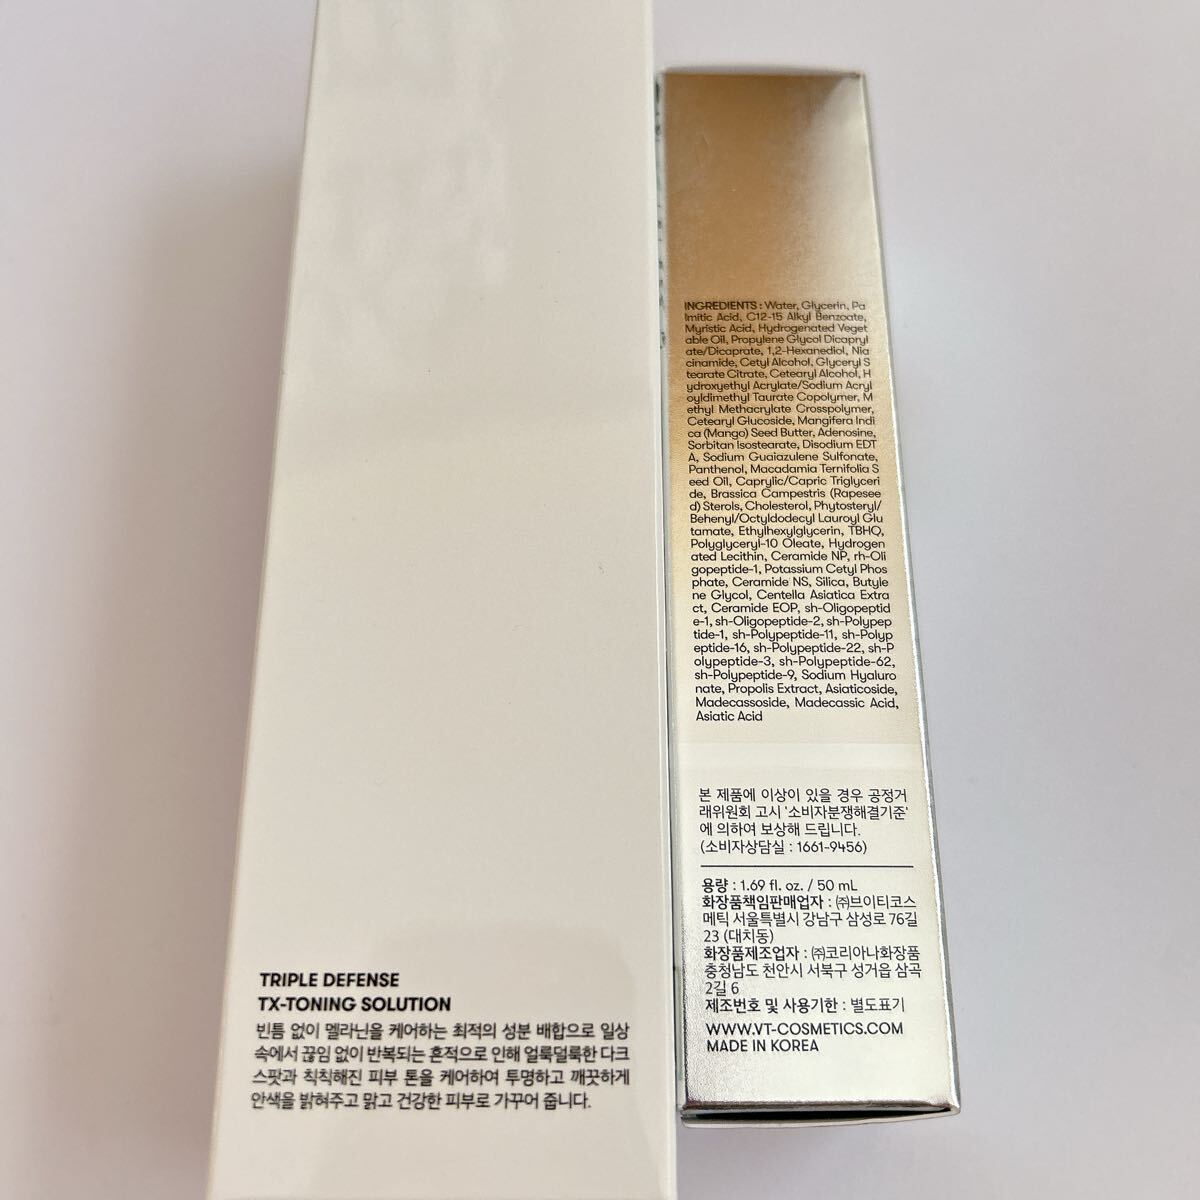 TRIPLE DEFENSE
TX-TONING SOLUTION
빈틈 없이 멜라닌을 케어하는 최적의 성분 배합으로 일상
속에서 끊임 없이 반복되는 흔적으로 인해 얼룩덜룩한 다크
스팟과 칙칙해진 피부 톤을 케어하여 투명하고 깨끗하게
안색을 밝혀주고 맑고 건강한 피부로 가꾸어 줍니다.
INGREDIENTS : Water, Glycerin, Pa
lmitic Acid, C12-15 Alkyl Benzoate,
Myristic Acid, Hydrogenated Veget
able Oil, Propylene Glycol Dicapryl
ate/Dicaprate, 1,2-Hexanediol, Nia
cinamide, Cetyl Alcohol, Glyceryl S
tearate Citrate, Cetearyl Alcohol, H
ydroxyethyl Acrylate/Sodium Acryl
oyldimethyl Taurate Copolymer, M
ethyl Methacrylate Crosspolymer,
Cetearyl Glucoside, Mangifera Indi
ca (Mango) Seed Butter, Adenosine,
Sorbitan Isostearate, Disodium EDT
A, Sodium Guaiazulene Sulfonate,
Panthenol, Macadamia Ternifolia S
eed Oil, Caprylic/Capric Triglyceri
de, Brassica Campestris (Rapesee
d) Sterols, Cholesterol, Phytosteryl/
Behenyl/Octyldodecyl Lauroyl Glu
tamate, Ethylhexylglycerin, TBHQ,
Polyglyceryl-10 Oleate, Hydrogen
ated Lecithin, Ceramide NP, rh-Oli
gopeptide-1, Potassium Cetyl Phos
phate, Ceramide NS, Silica, Butyle
ne Glycol, Centella Asiatica Extra
ct, Ceramide EOP, sh-Oligopeptid
e-1, sh-Oligopeptide-2, sh-Polypep
tide-1, sh-Polypeptide-11, sh-Polyp
eptide-16, sh-Polypeptide-22, sh-P
olypeptide-3, sh-Polypeptide-62,
sh-Polypeptide-9, Sodium Hyaluro
nate, Propolis Extract, Asiaticoside,
Madecassoside, Madecassic Acid,
Asiatic Acid
본 제품에 이상이 있을 경우 공정거
래위원회 고시 '소비자분쟁해결기준'
에 의하여 보상해 드립니다.
(소비자상담실 : 1661-9456)
용량 : 1.69 fl. oz. / 50 mL
화장품책임판매업자 : ㈜브이티코스
메틱 서울특별시 강남구 삼성로 76길
23 (대치동)
화장품제조업자 : ㈜코리아나화장품
충청남도 천안시 서북구 성거읍 삼곡
2길 6
제조번호 및 사용기한 : 별도표기
WWW.VT-COSMETICS.COM
MADE IN KOREA